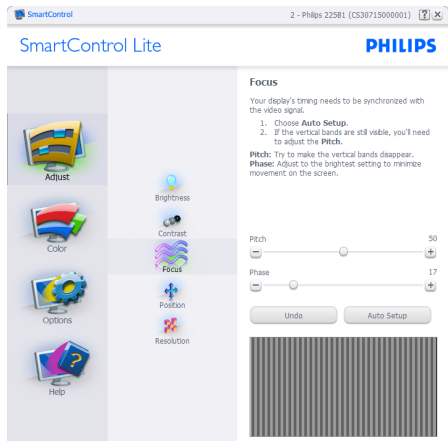 SmartControl
2 - Philips 225B1 (CS30715000001)
SmartControl Lite
PHILIPS
Adjust
Color
Options
Help
Brightness
Contrast
Focus
Position
Resolution
Focus
Your display's timing needs to be synchronized with
the video signal.
1. Choose Auto Setup.
2. If the vertical bands are still visible, you'll need
to adjust the Pitch.
Pitch: Try to make the vertical bands disappear.
Phase: Adjust to the brightest setting to minimize
movement on the screen.
Pitch 50
Phase 17
Undo Auto Setup